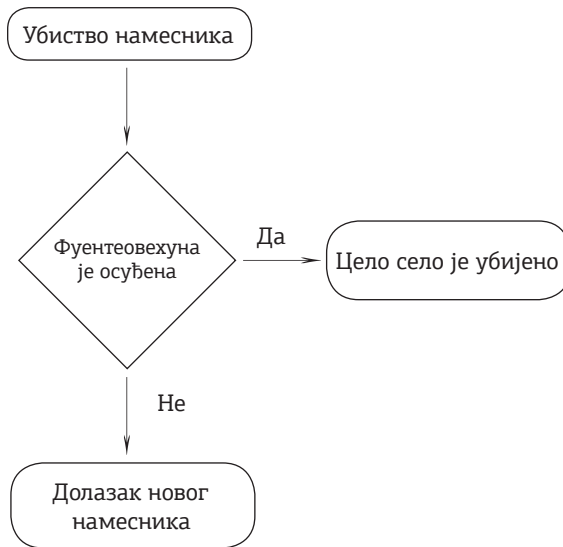 Убиство намесника
Фуентеовехуна
је осуђена
Да
Цело село је убијено
Не
Долазак новог
намесника